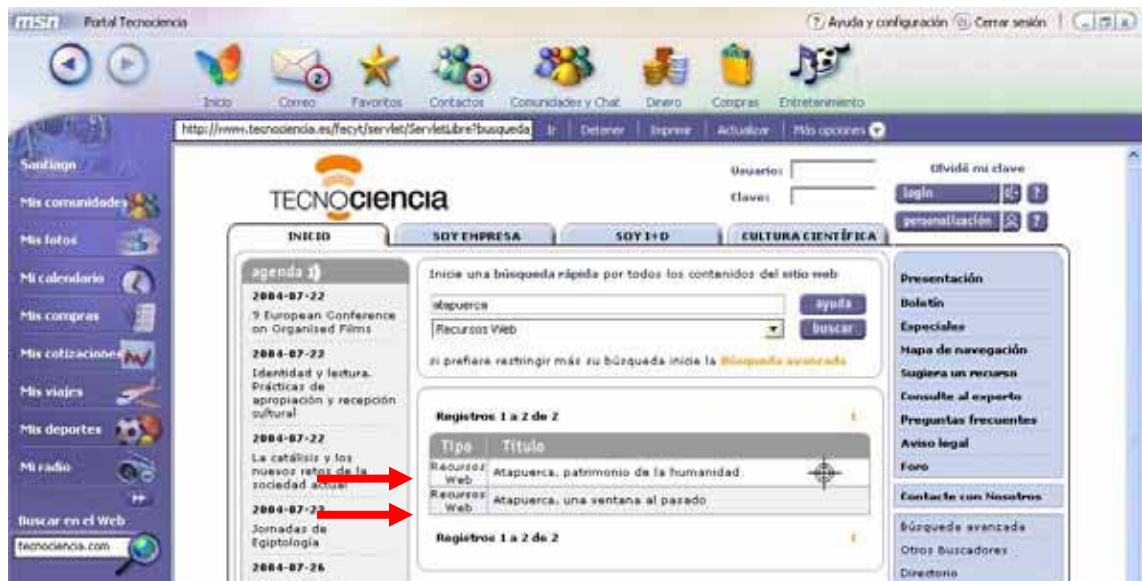 msn Portal Tecnociencia
Ayuda y configuración Cerrar sesión
Inicio Correo Favoritos Contactos Comunidades y Chat Dinero Compras Entretenimiento
2 3
http://www.tecnociencia.es/fecyt/servlet/ServletLibre?busqueda Ir Detener Imprimir Actualizar Más opciones
Santiago
Mis comunidades
Mis fotos
Mi calendario
Mis compras
Mis cotizaciones
Mis viajes
Mis deportes
Mi radio
Buscar en el Web
tecnociencia.com
TECNOciencia
Usuario:
Clave:
Olvidé mi clave
login ?
personalización ?
INICIO SOY EMPRESA SOY I+D CULTURA CIENTÍFICA
agenda
2004-07-22
9 European Conference
on Organised Films
2004-07-22
Identidad y lectura.
Prácticas de
apropiación y recepción
cultural
2004-07-22
La catálisis y los
nuevos retos de la
sociedad actual
2004-07-23
Jornadas de
Egiptología
2004-07-26
Inicie una búsqueda rápida por todos los contenidos del sitio web
atapuerca ayuda
Recursos Web buscar
si prefiere restringir más su búsqueda inicie la Búsqueda avanzada
Registros 1 a 2 de 2 1
Tipo Título
Recursos Web Atapuerca, patrimonio de la humanidad
Recursos Web Atapuerca, una ventana al pasado
Registros 1 a 2 de 2 1
Presentación
Boletín
Especiales
Mapa de navegación
Sugiera un recurso
Consulte al experto
Preguntas frecuentes
Aviso legal
Foro
Contacte con Nosotros
Búsqueda avanzada
Otros Buscadores
Directorio